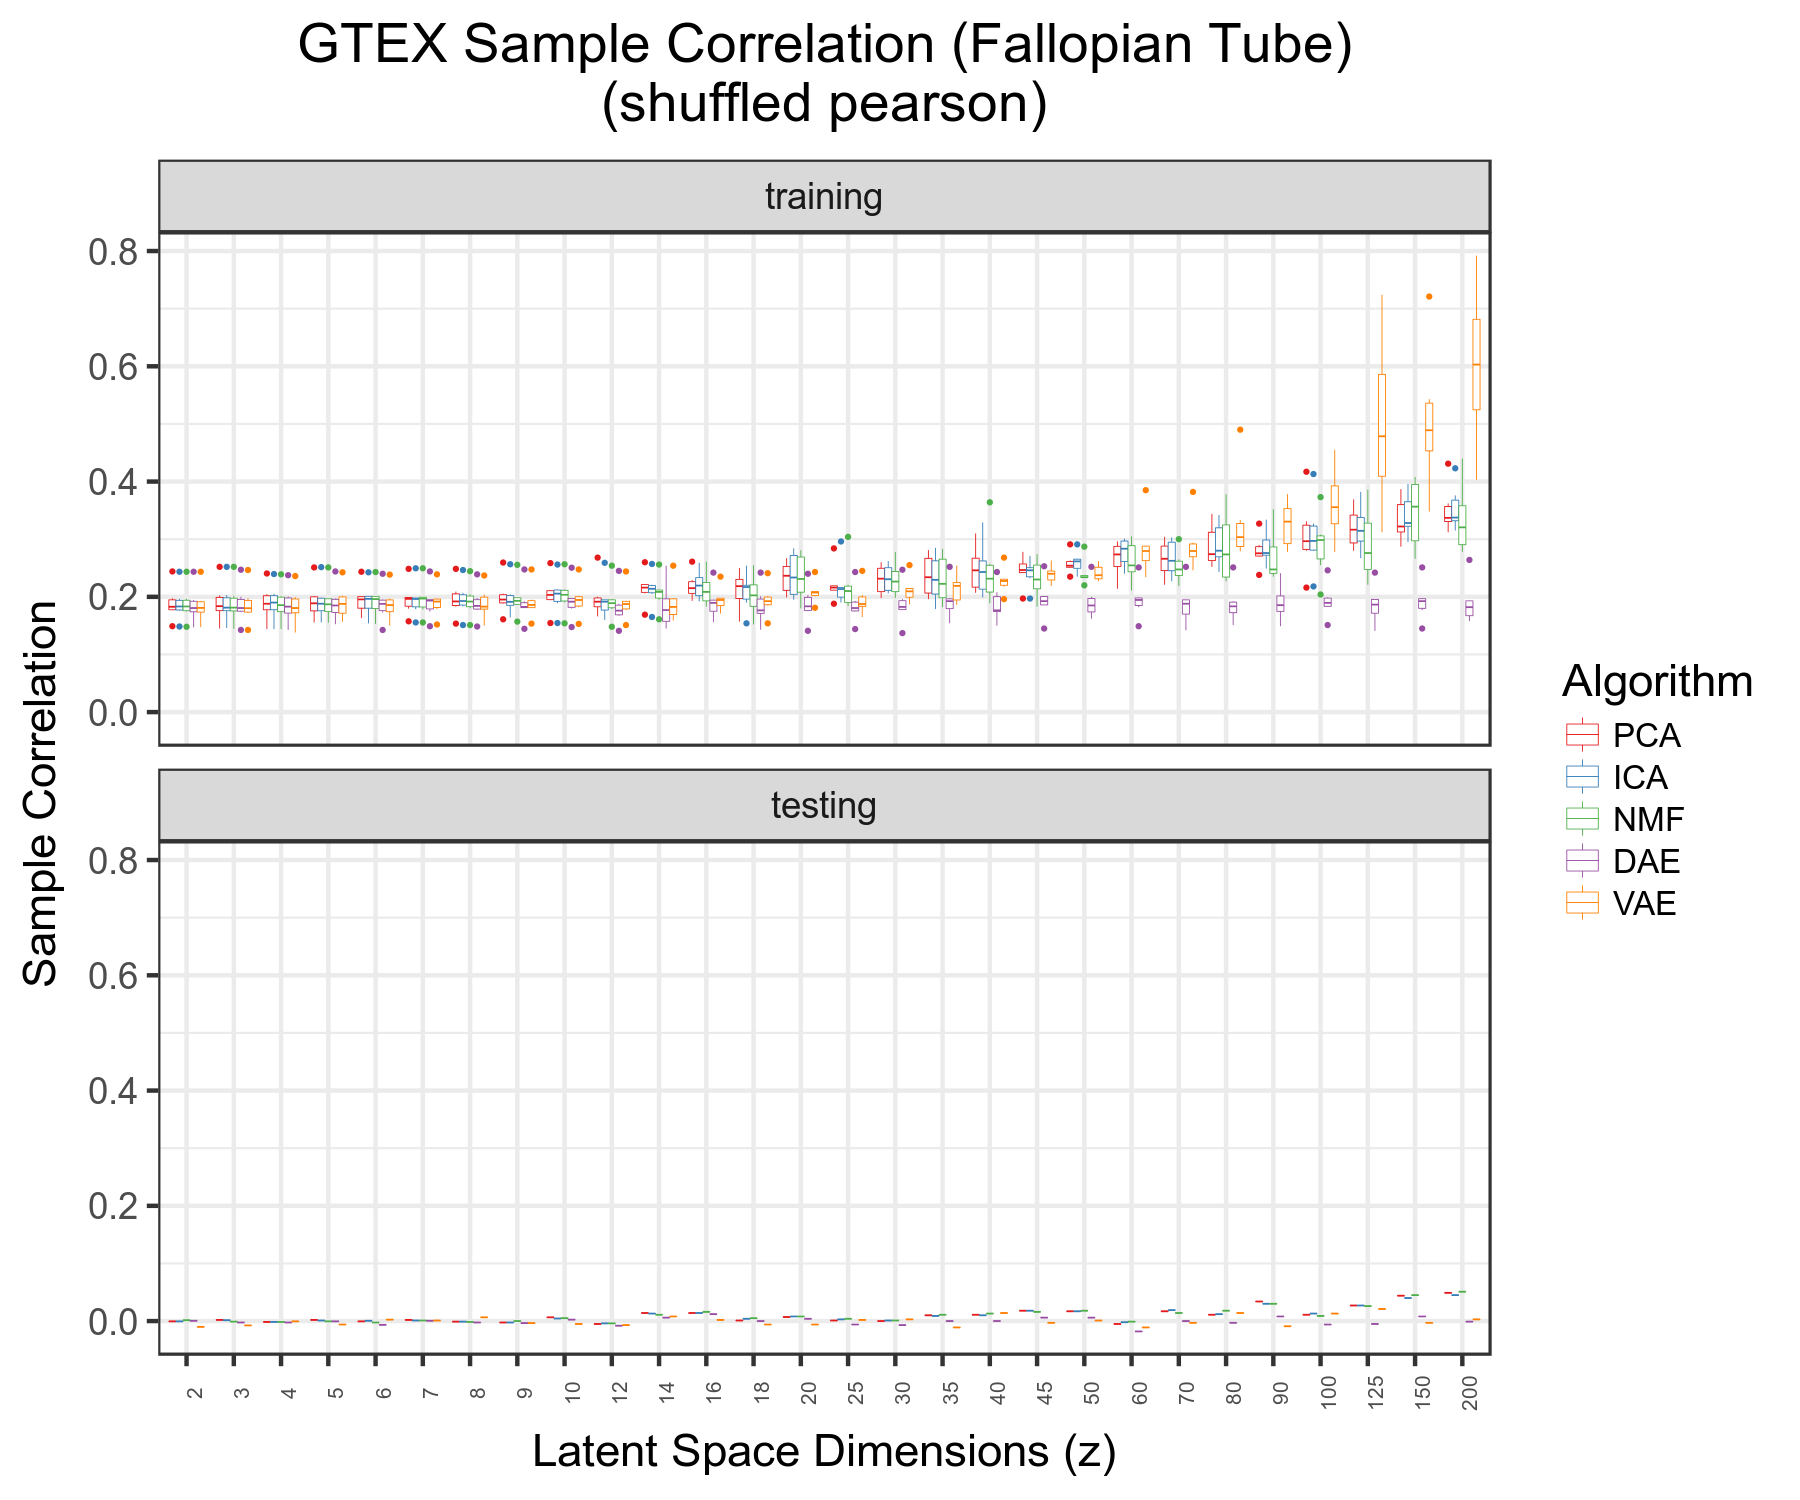 GTEX Sample Correlation (Fallopian Tube)
(shuffled pearson)
training
0.8
0.6
0.4
0.2
0.0
testing
0.8
0.6
0.4
0.2
0.0
Sample Correlation
2 3 4 5 6 7 8 9 10 12 14 16 18 20 25 30 35 40 45 50 60 70 80 90 100 125 150 200
Latent Space Dimensions (z)
Algorithm
PCA
ICA
NMF
DAE
VAE